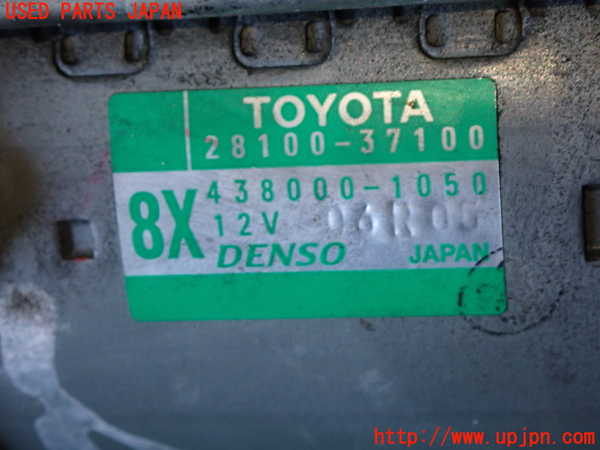 USED PARTS JAPAN
TOYOTA
28100-37100
8X
438000-1050
12V
DENSO JAPAN
http://www.upjpn.com